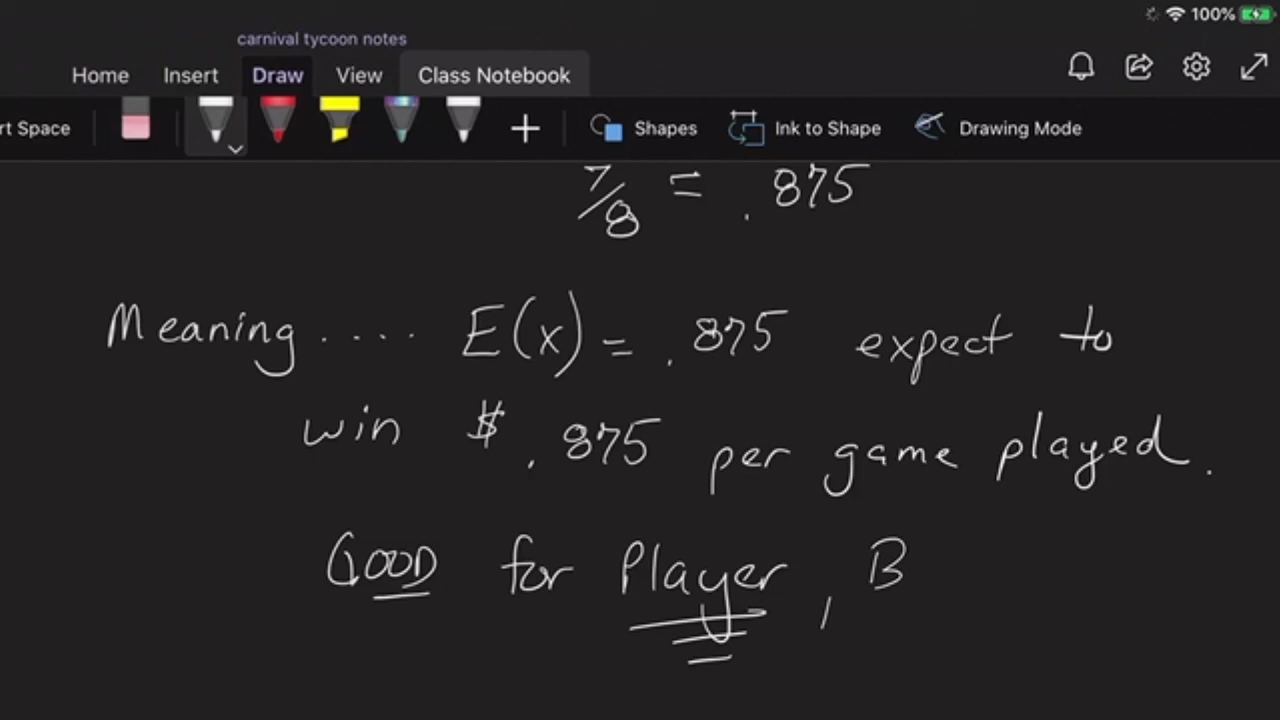 100%
carnival tycoon notes
Home Insert Draw View Class Notebook
rt Space Shapes Ink to Shape Drawing Mode
7/8 = .875
Meaning .... E(x) = .875 expect to
win $ .875 per game played.
GOOD for Player, B